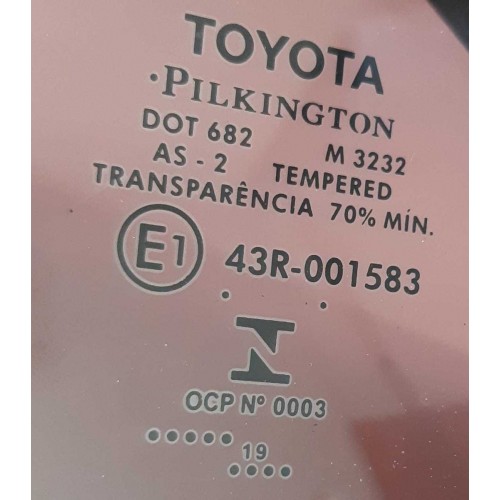 TOYOTA
·PILKINGTON
DOT 682 M 3232
AS - 2 TEMPERED
TRANSPARÊNCIA 70% MÍN.
E1 43R-001583
OCP Nº 0003
19